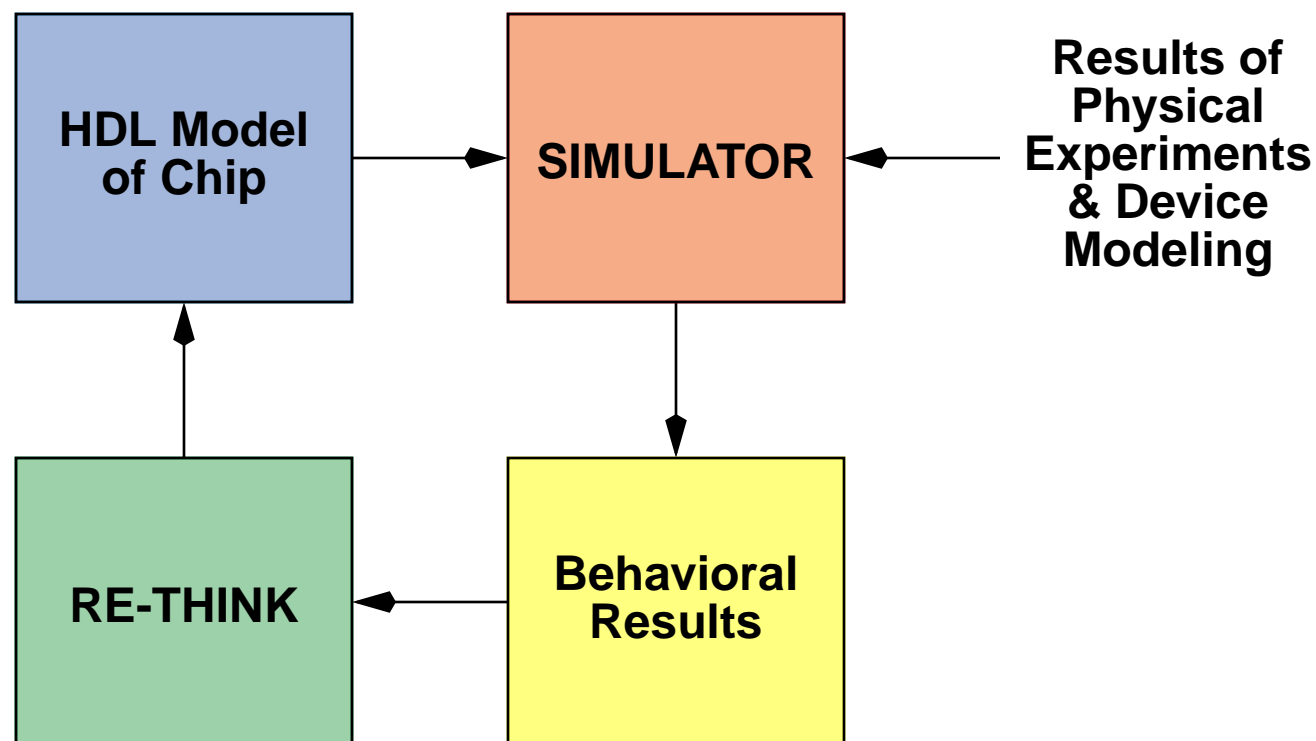 HDL Model
of Chip
SIMULATOR
Results of
Physical
Experiments
& Device
Modeling
RE-THINK
Behavioral
Results